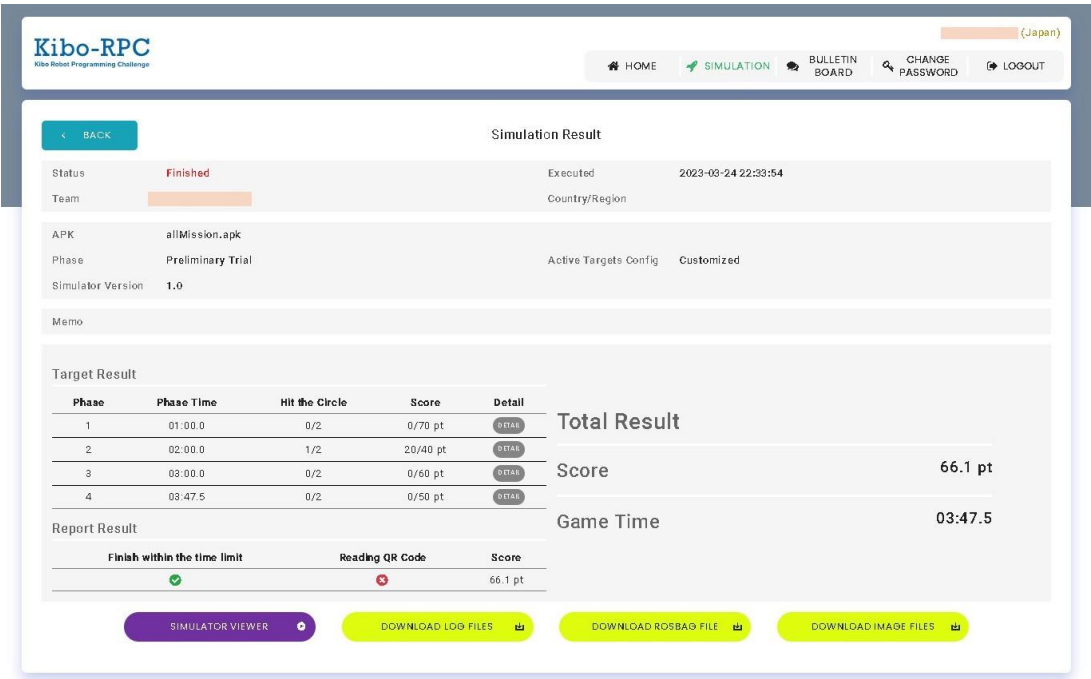 (Japan)
Kibo-RPC
Kibo Robot Programming Challenge
HOME SIMULATION BULLETIN BOARD CHANGE PASSWORD LOGOUT
BACK
Simulation Result
Status Finished Executed 2023-03-24 22:33:54
Team Country/Region
APK allMission.apk
Phase Preliminary Trial Active Targets Config Customized
Simulator Version 1.0
Memo
Target Result
Phase Phase Time Hit the Circle Score Detail
1 01:00.0 0/2 0/70 pt DETAIL
2 02:00.0 1/2 20/40 pt DETAIL
3 03:00.0 0/2 0/60 pt DETAIL
4 03:47.5 0/2 0/50 pt DETAIL
Report Result
Finish within the time limit Reading QR Code Score
66.1 pt
Total Result
Score 66.1 pt
Game Time 03:47.5
SIMULATOR VIEWER DOWNLOAD LOG FILES DOWNLOAD ROSBAG FILE DOWNLOAD IMAGE FILES